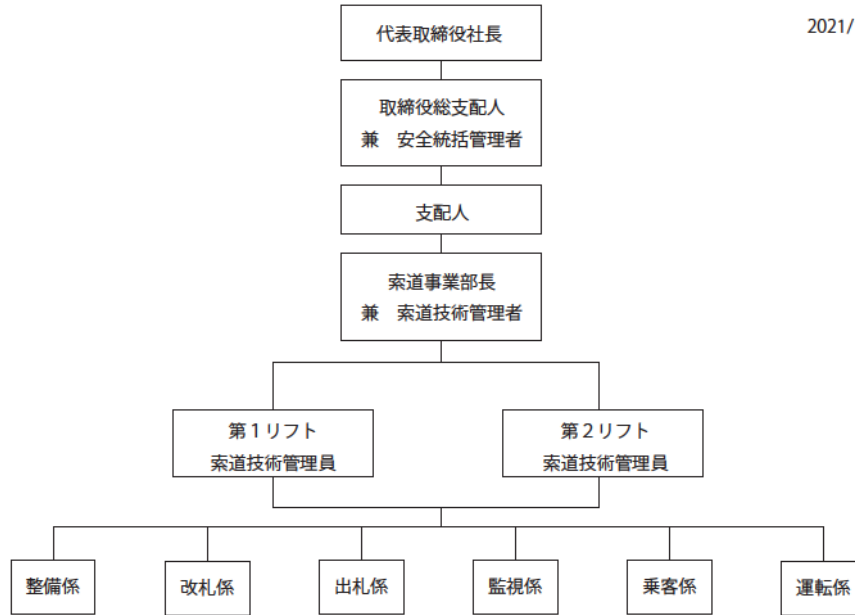 2021/
代表取締役社長
取締役総支配人
兼　安全統括管理者
支配人
索道事業部長
兼　索道技術管理者
第１リフト
索道技術管理員
第２リフト
索道技術管理員
整備係
改札係
出札係
監視係
乗客係
運転係